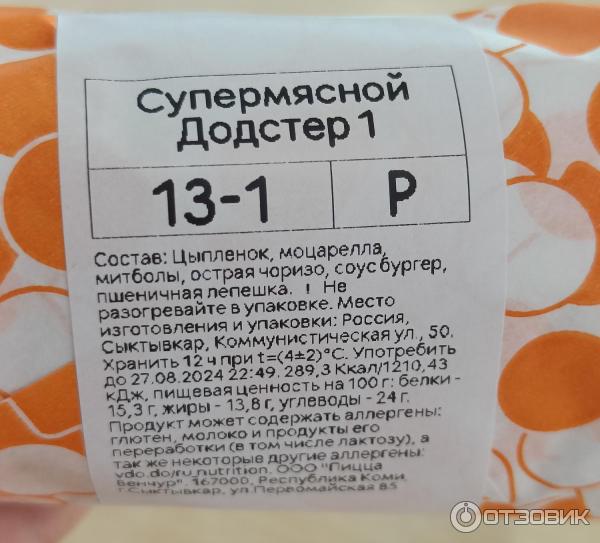 Супермясной
Додстер 1
13-1
Р
Состав: Цыпленок, моцарелла,
митболы, острая чоризо, соус бургер,
пшеничная лепешка. ! Не
разогревайте в упаковке. Место
изготовления и упаковки: Россия,
Сыктывкар, Коммунистическая ул., 50.
Хранить 12 ч при t=(4±2)°C. Употребить
до 27.08.2024 22:49. 289,3 Ккал/1210,43
кДж, пищевая ценность на 100 г: белки -
15,3 г, жиры - 13,8 г, углеводы - 24 г.
Продукт может содержать аллергены:
глютен, молоко и продукты его
переработки (в том числе лактозу), а
так же некоторые другие аллергены:
vdo.do/ru_nutrition. ООО "Пицца
Венчур". 167000, Республика Коми,
г.Сыктывкар, ул.Первомайская 85
ОТЗОВИК